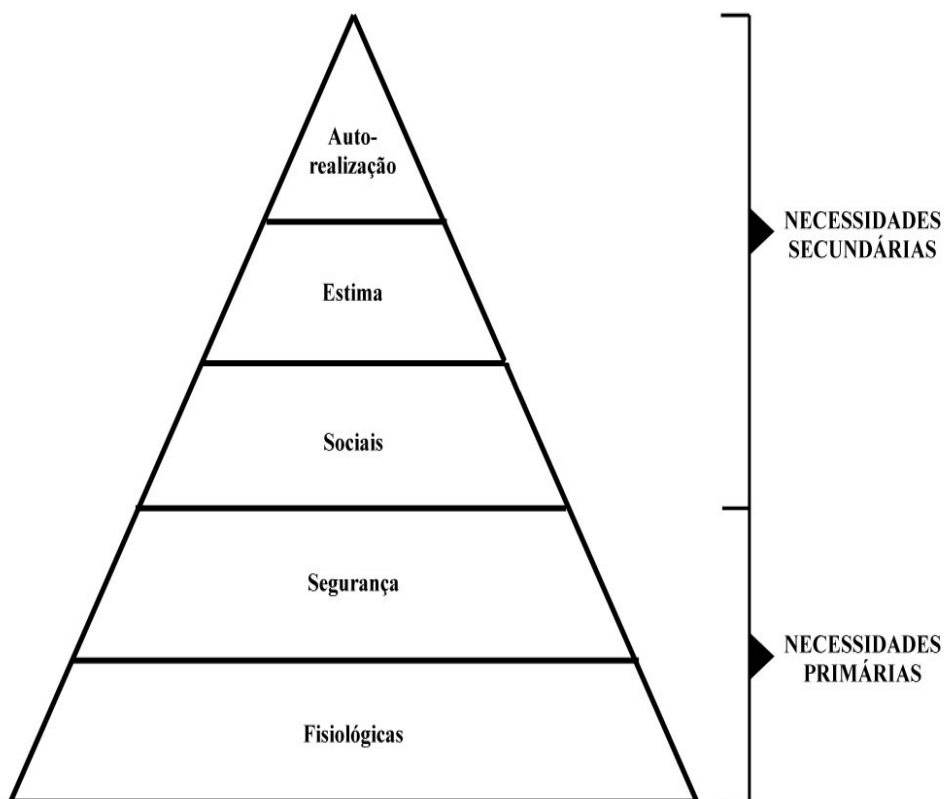 Auto-
realização
NECESSIDADES
SECUNDÁRIAS
Estima
Sociais
Segurança
NECESSIDADES
PRIMÁRIAS
Fisiológicas